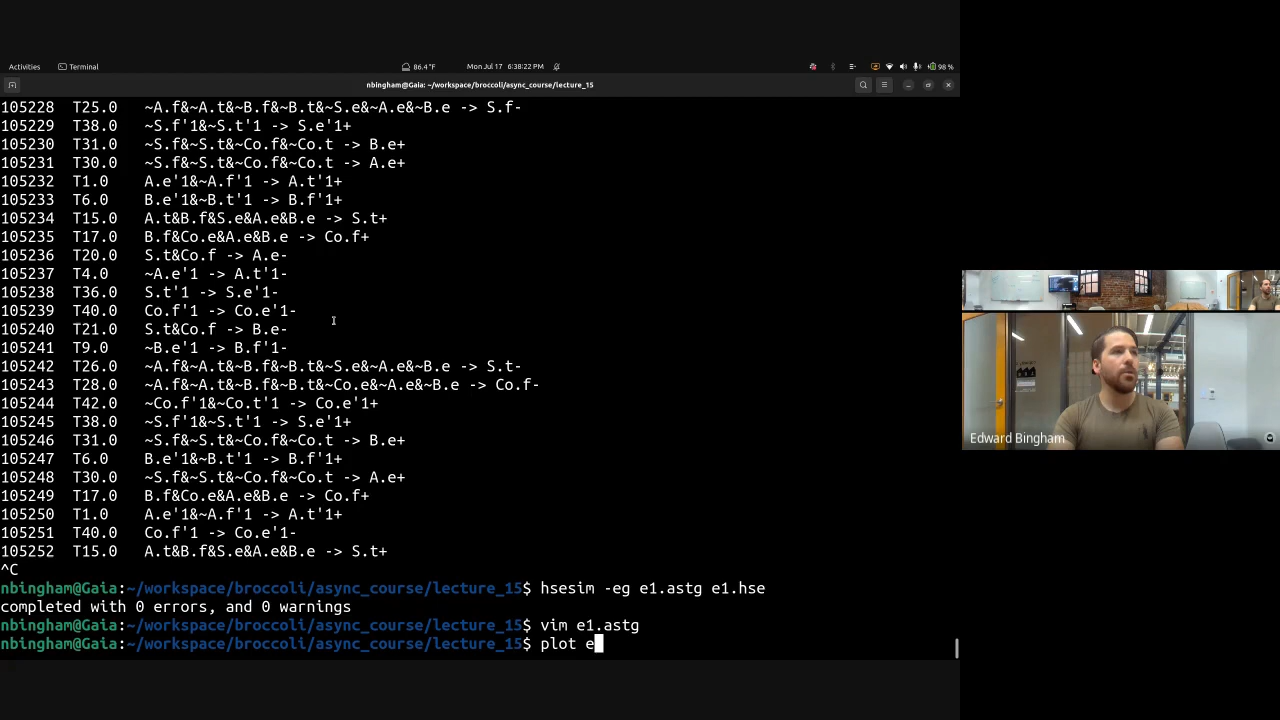 Activities Terminal 86.4 °F Mon Jul 17 6:38:22 PM 98 %
nbingham@Gaia: ~/workspace/broccoli/async_course/lecture_15
105228 T25.0 ~A.f&~A.t&~B.f&~B.t&~S.e&~A.e&~B.e -> S.f-
105229 T38.0 ~S.f'1&~S.t'1 -> S.e'1+
105230 T31.0 ~S.f&~S.t&~Co.f&~Co.t -> B.e+
105231 T30.0 ~S.f&~S.t&~Co.f&~Co.t -> A.e+
105232 T1.0 A.e'1&~A.f'1 -> A.t'1+
105233 T6.0 B.e'1&~B.t'1 -> B.f'1+
105234 T15.0 A.t&B.f&S.e&A.e&B.e -> S.t+
105235 T17.0 B.f&Co.e&A.e&B.e -> Co.f+
105236 T20.0 S.t&Co.f -> A.e-
105237 T4.0 ~A.e'1 -> A.t'1-
105238 T36.0 S.t'1 -> S.e'1-
105239 T40.0 Co.f'1 -> Co.e'1-
105240 T21.0 S.t&Co.f -> B.e-
105241 T9.0 ~B.e'1 -> B.f'1-
105242 T26.0 ~A.f&~A.t&~B.f&~B.t&~S.e&~A.e&~B.e -> S.t-
105243 T28.0 ~A.f&~A.t&~B.f&~B.t&~Co.e&~A.e&~B.e -> Co.f-
105244 T42.0 ~Co.f'1&~Co.t'1 -> Co.e'1+
105245 T38.0 ~S.f'1&~S.t'1 -> S.e'1+
105246 T31.0 ~S.f&~S.t&~Co.f&~Co.t -> B.e+
105247 T6.0 B.e'1&~B.t'1 -> B.f'1+
105248 T30.0 ~S.f&~S.t&~Co.f&~Co.t -> A.e+
105249 T17.0 B.f&Co.e&A.e&B.e -> Co.f+
105250 T1.0 A.e'1&~A.f'1 -> A.t'1+
105251 T40.0 Co.f'1 -> Co.e'1-
105252 T15.0 A.t&B.f&S.e&A.e&B.e -> S.t+
^C
nbingham@Gaia:~/workspace/broccoli/async_course/lecture_15$ hsesim -eg e1.astg e1.hse
completed with 0 errors, and 0 warnings
nbingham@Gaia:~/workspace/broccoli/async_course/lecture_15$ vim e1.astg
nbingham@Gaia:~/workspace/broccoli/async_course/lecture_15$ plot e
Edward Bingham